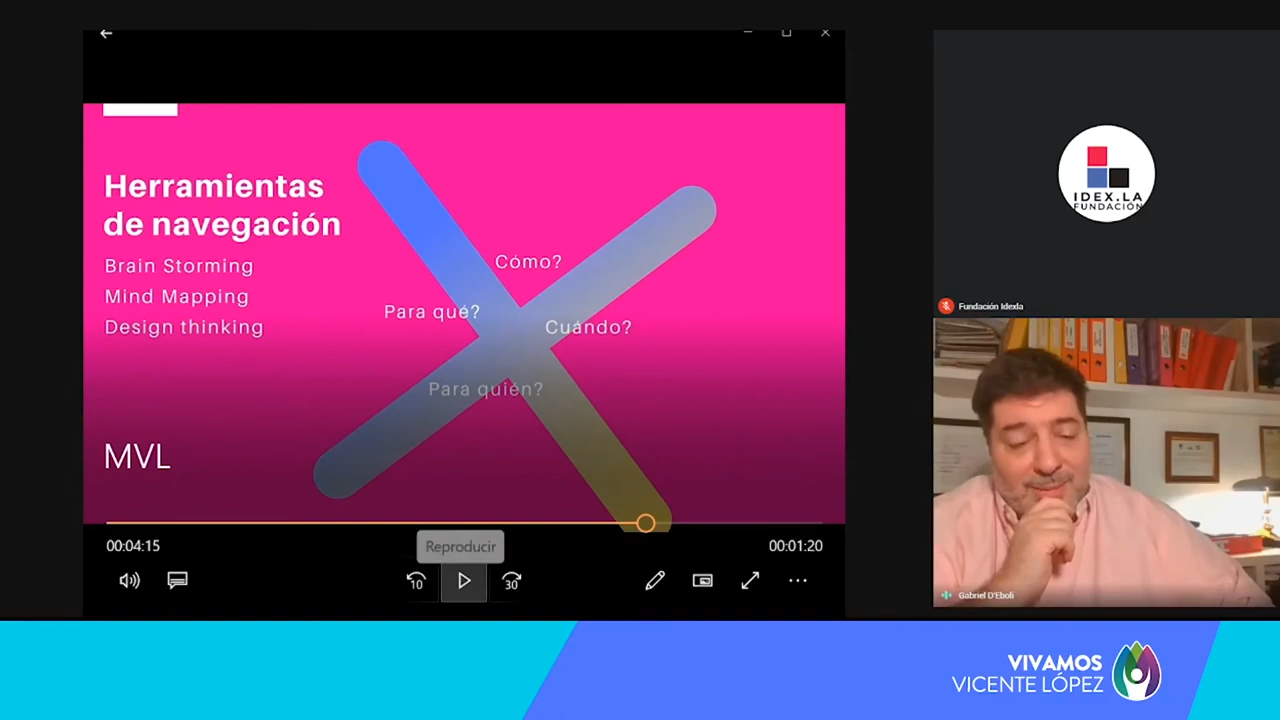 Herramientas
de navegación
Brain Storming
Mind Mapping
Design thinking
Cómo?
Para qué?
Cuándo?
Para quién?
MVL
00:04:15
Reproducir
00:01:20
10
30
IDEX.LA
FUNDACIÓN
Fundación Idexla
Gabriel D'Eboli
VIVAMOS
VICENTE LÓPEZ